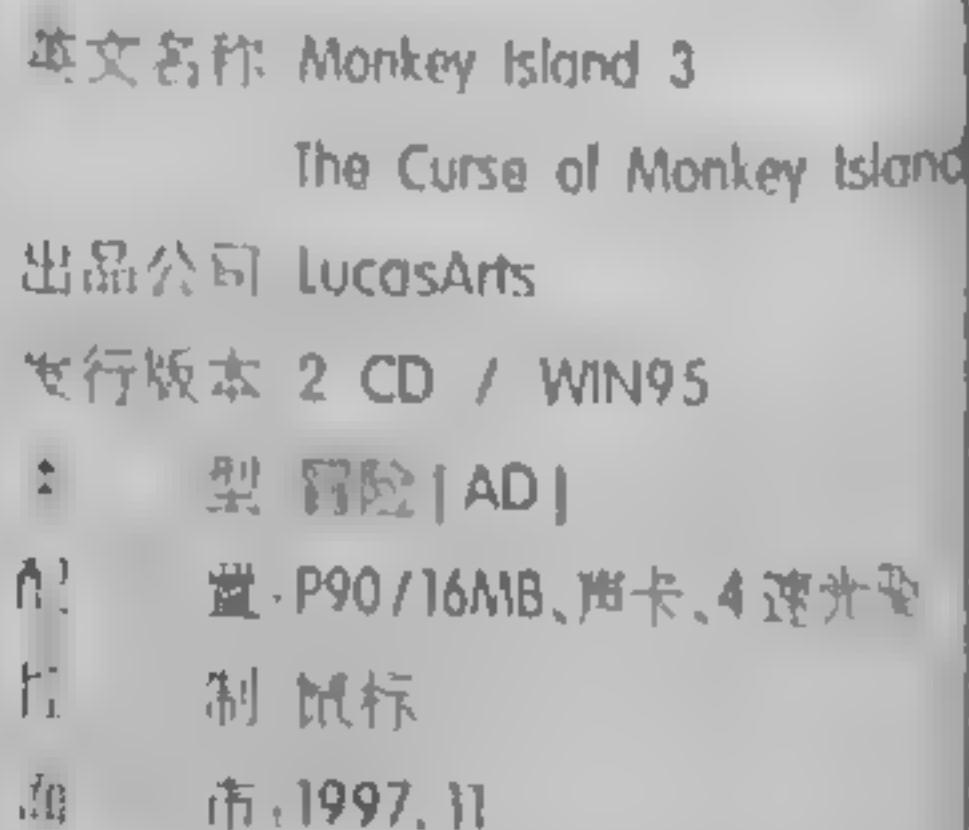 英文名称 Monkey Island 3
The Curse of Monkey Island
出品公司 LucasArts
发行版本 2 CD / WIN95
型 冒险(AD)
置 P90/16MB、声卡、4速光驱
制 鼠标
市 1997.11